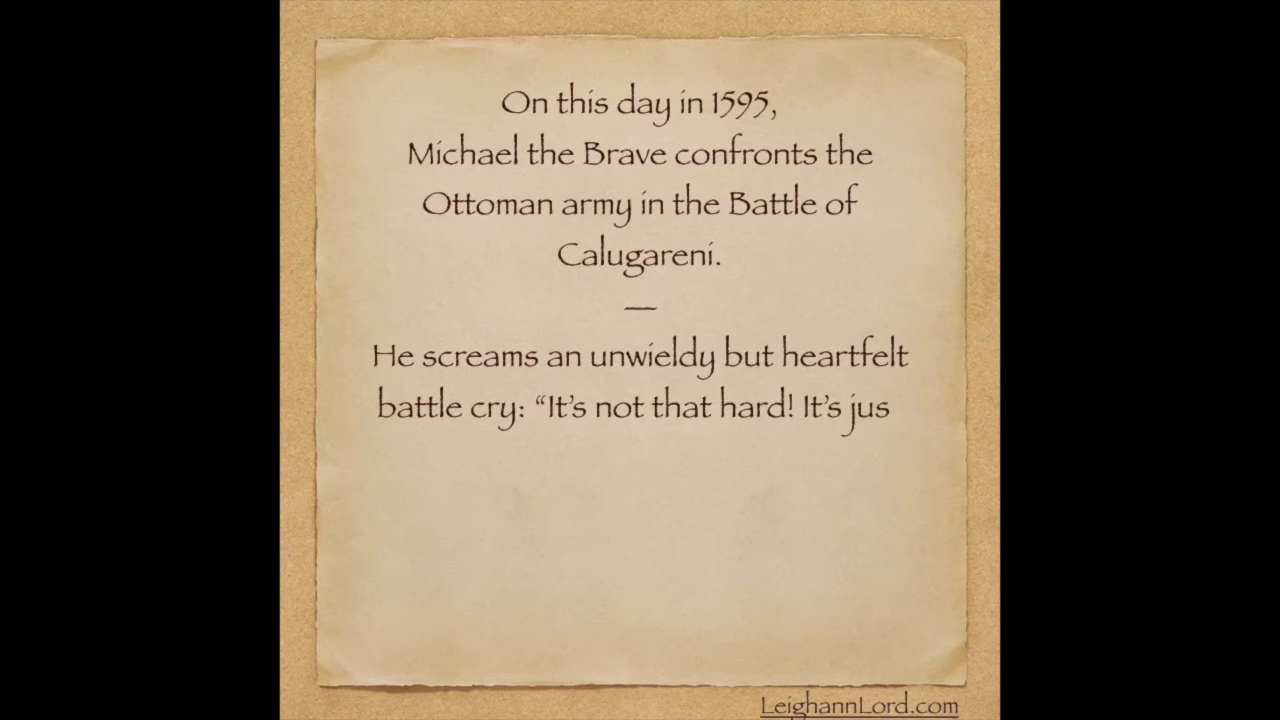 On this day in 1595,
Michael the Brave confronts the
Ottoman army in the Battle of
Calugareni.
—
He screams an unwieldy but heartfelt
battle cry: “It’s not that hard! It’s jus
LeighannLord.com